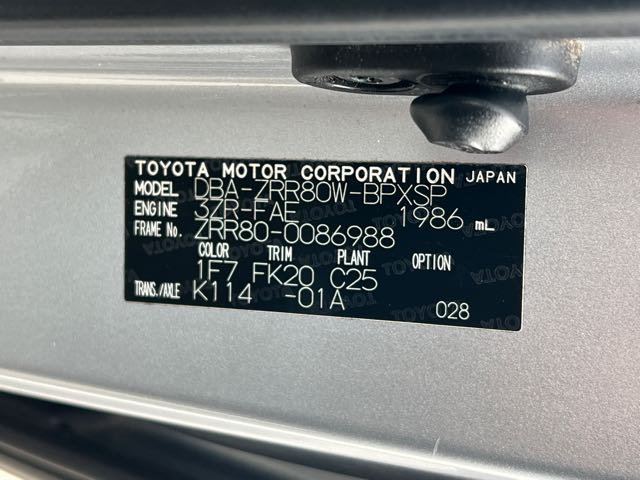 TOYOTA MOTOR CORPORATION JAPAN
MODEL DBA-ZRR80W-BPXSP
ENGINE 3ZR-FAE 1986 mL
FRAME No. ZRR80-0086988
COLOR TRIM PLANT OPTION
1F7 FK20 C25
TRANS./AXLE K114 -01A
028